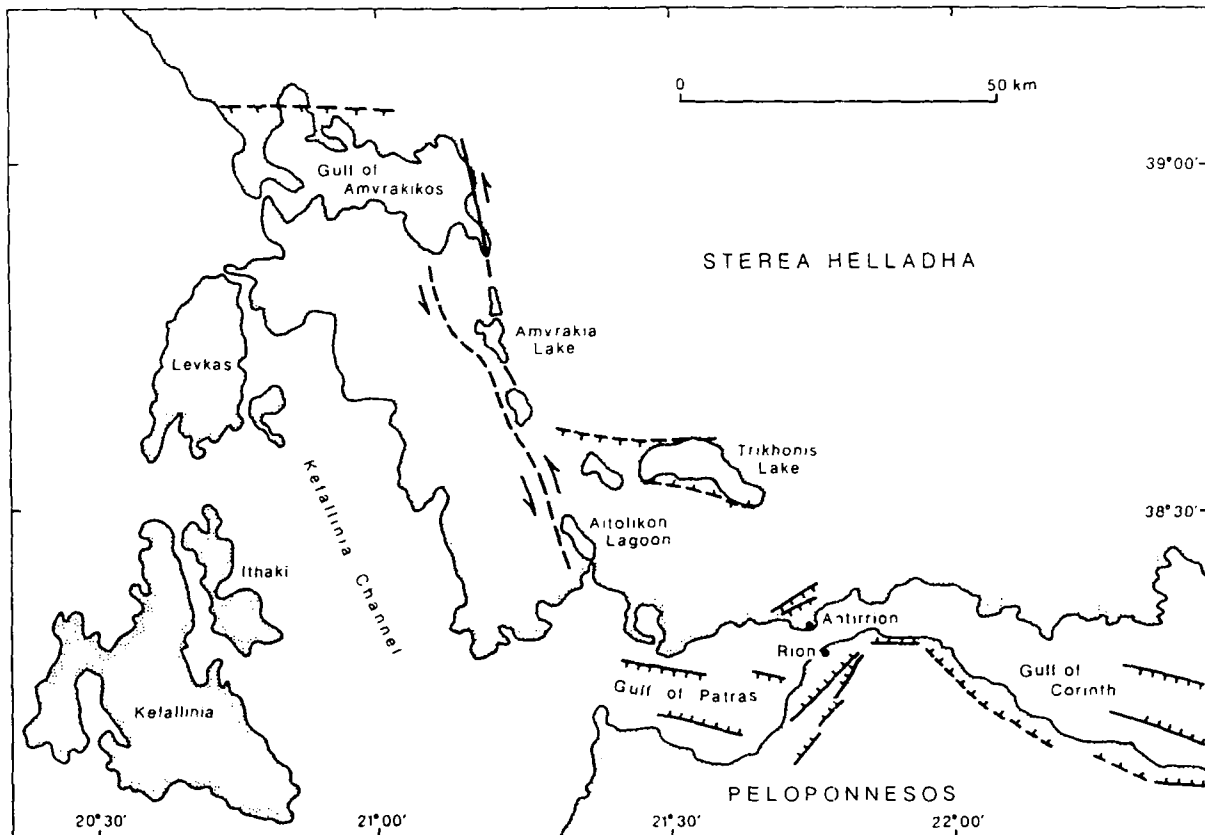 0 50 km
39°00'
Gulf of
Amvrakikos
STEREA HELLADHA
Amvrakia
Lake
Levkas
Trikhonis
Lake
38°30'
Aitolikon
Lagoon
Kefallinia Channel
Ithaki
Antirrion
Rion
Gulf of Patras
Gulf of
Corinth
Kefallinia
PELOPONNESOS
20°30' 21°00' 21°30' 22°00'